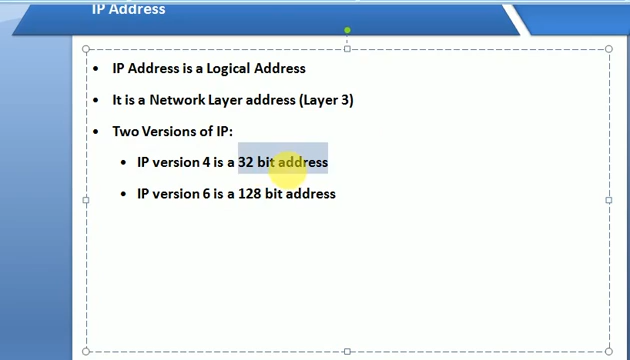 IP Address
• IP Address is a Logical Address
• It is a Network Layer address (Layer 3)
• Two Versions of IP:
• IP version 4 is a 32 bit address
• IP version 6 is a 128 bit address